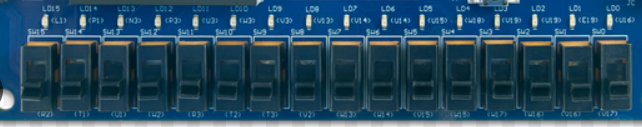 LD15 LD14 LD13 LD12 LD11 LD10 LD9 LD8 LD7 LD6 LD5 LD4 LD3 LD2 LD1 LD0
(L1) (P1) (N3) (P3) (U3) (W3) (V3) (V13) (V14) (U14) (U15) (W18) (V19) (U19) (E19) (U16)
SW15 SW14 SW13 SW12 SW11 SW10 SW9 SW8 SW7 SW6 SW5 SW4 SW3 SW2 SW1 SW0
(R2) (T1) (U1) (W2) (R3) (T2) (T3) (V2) (W13) (W14) (V15) (W15) (W17) (W16) (V16) (V17)